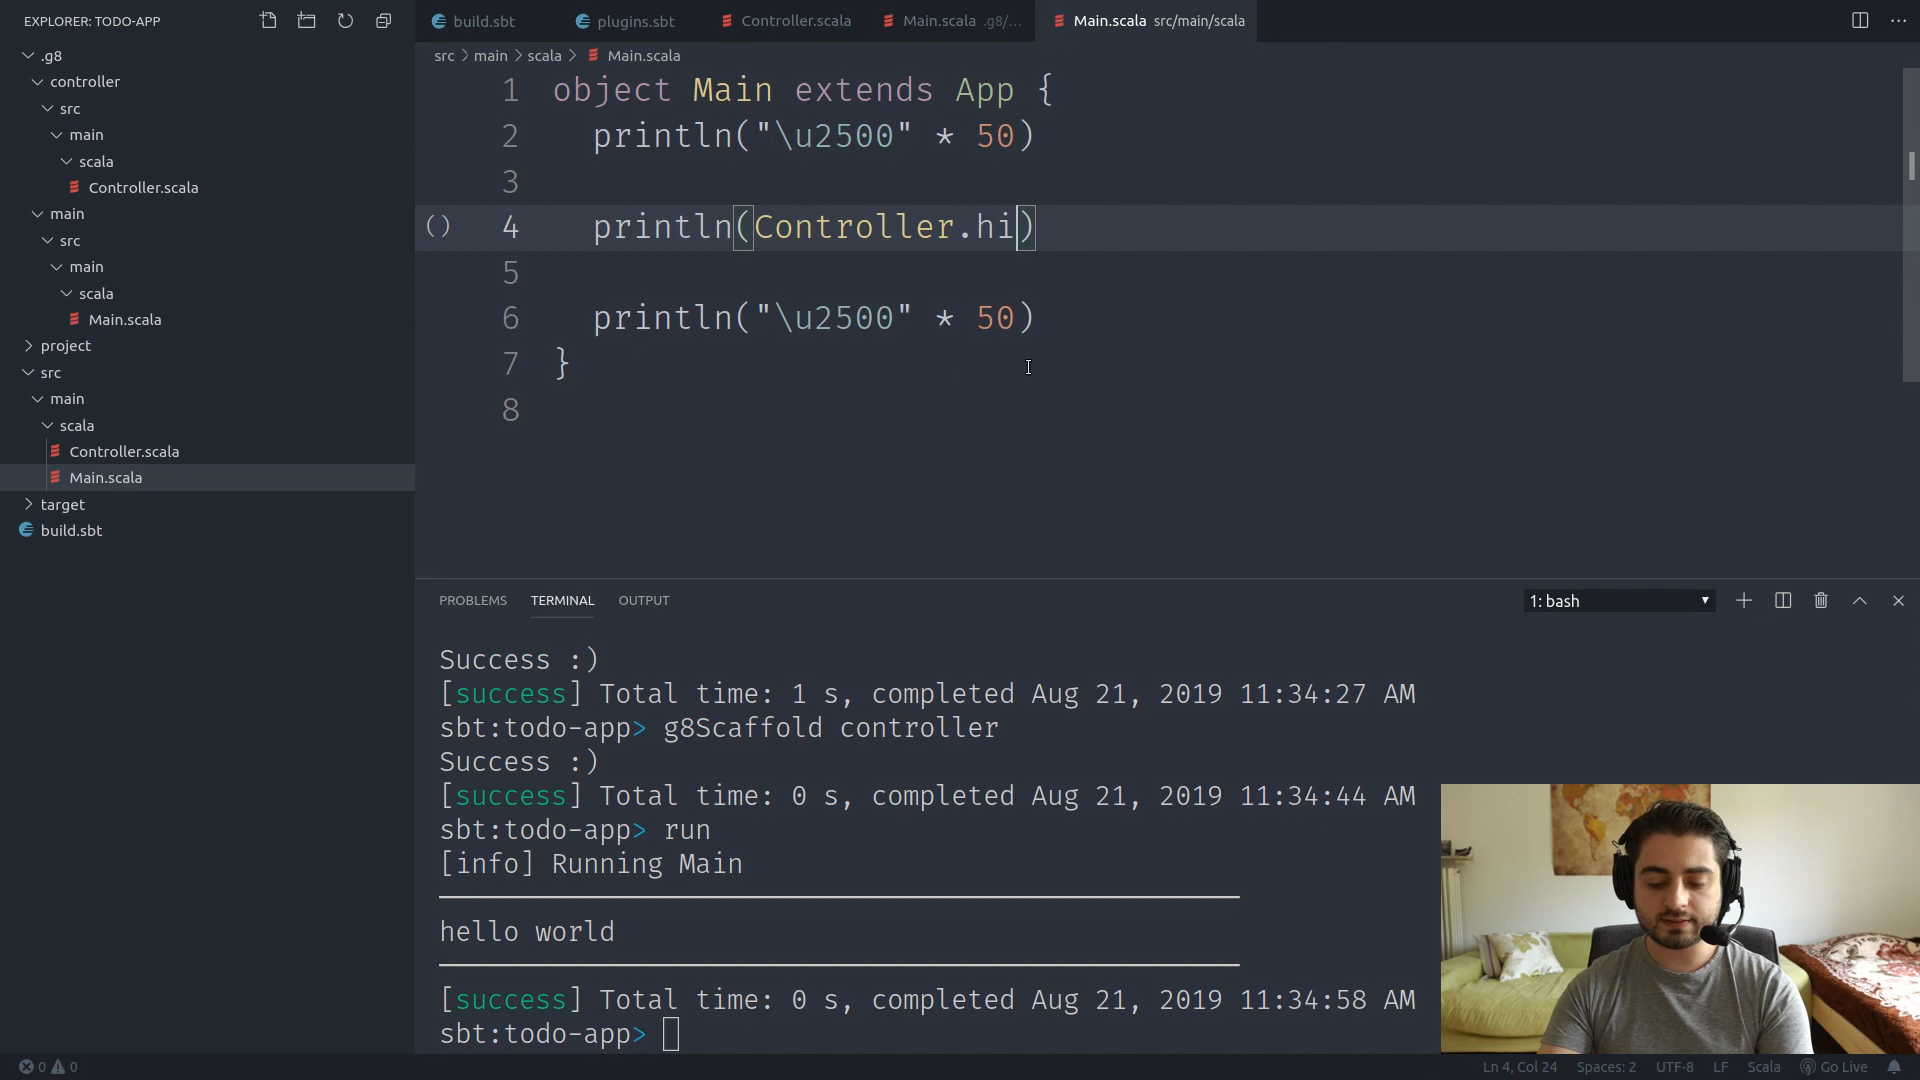 EXPLORER: TODO-APP
.g8
controller
src
main
scala
Controller.scala
main
src
main
scala
Main.scala
project
src
main
scala
Controller.scala
Main.scala
target
build.sbt
build.sbt
plugins.sbt
Controller.scala
Main.scala .g8/...
Main.scala src/main/scala
src > main > scala > Main.scala
1 object Main extends App {
2 println("\u2500" * 50)
3
() 4 println(Controller.hi)
5
6 println("\u2500" * 50)
7 }
8
PROBLEMS TERMINAL OUTPUT
1: bash
Success :)
[success] Total time: 1 s, completed Aug 21, 2019 11:34:27 AM
sbt:todo-app> g8Scaffold controller
Success :)
[success] Total time: 0 s, completed Aug 21, 2019 11:34:44 AM
sbt:todo-app> run
[info] Running Main
──────────────────────────────────────────────────
hello world
──────────────────────────────────────────────────
[success] Total time: 0 s, completed Aug 21, 2019 11:34:58 AM
sbt:todo-app>
0 0
Ln 4, Col 24 Spaces: 2 UTF-8 LF Scala Go Live